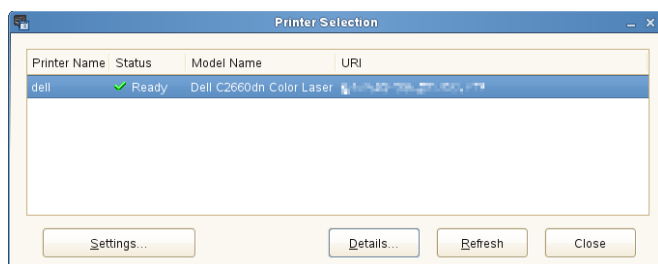 Printer Selection
Printer Name Status Model Name URI
dell Ready Dell C2660dn Color Laser
Settings... Details... Refresh Close